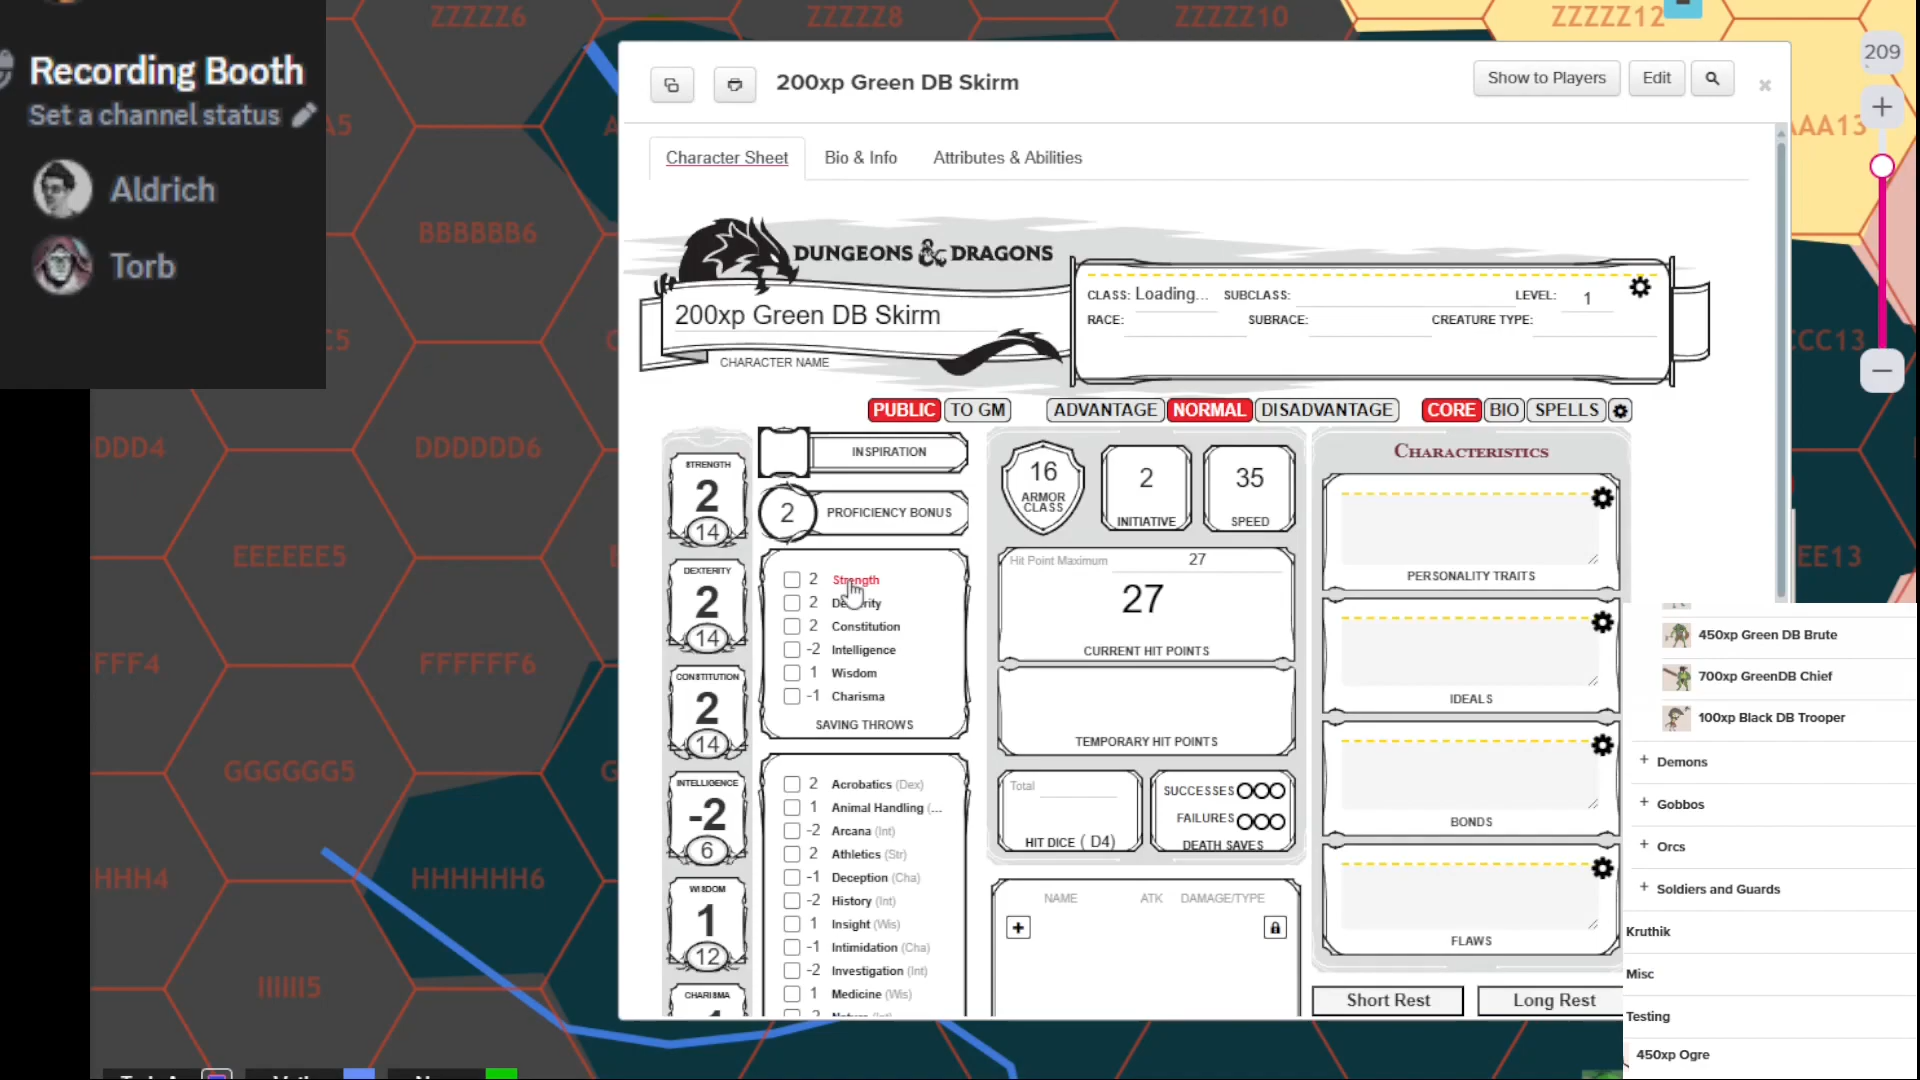 Recording Booth
Set a channel status
Aldrich
Torb
ZZZZZ6
ZZZZZ8
ZZZZZ10
ZZZZZ12
A5
AAA13
BBBBBB6
C5
CCC13
DDD4
DDDDDD6
EEEEEE5
EE13
FFF4
FFFFFF6
GGGGGG5
HHH4
HHHHHH6
IIIIII5
209
200xp Green DB Skirm
Show to Players
Edit
Character Sheet
Bio & Info
Attributes & Abilities
DUNGEONS & DRAGONS
200xp Green DB Skirm
CHARACTER NAME
CLASS: Loading... SUBCLASS: LEVEL: 1
RACE: SUBRACE: CREATURE TYPE:
PUBLIC TO GM
ADVANTAGE NORMAL DISADVANTAGE
CORE BIO SPELLS
STRENGTH
2
14
DEXTERITY
2
14
CONSTITUTION
2
14
INTELLIGENCE
-2
6
WISDOM
1
12
CHARISMA
INSPIRATION
2 PROFICIENCY BONUS
2 Strength
2 Dexterity
2 Constitution
-2 Intelligence
1 Wisdom
-1 Charisma
SAVING THROWS
2 Acrobatics (Dex)
1 Animal Handling (...
-2 Arcana (Int)
2 Athletics (Str)
-1 Deception (Cha)
-2 History (Int)
1 Insight (Wis)
-1 Intimidation (Cha)
-2 Investigation (Int)
1 Medicine (Wis)
16
ARMOR
CLASS
2
INITIATIVE
35
SPEED
Hit Point Maximum 27
27
CURRENT HIT POINTS
TEMPORARY HIT POINTS
Total
HIT DICE ( D4)
SUCCESSES
FAILURES
DEATH SAVES
NAME ATK DAMAGE/TYPE
CHARACTERISTICS
PERSONALITY TRAITS
IDEALS
BONDS
FLAWS
Short Rest
Long Rest
450xp Green DB Brute
700xp GreenDB Chief
100xp Black DB Trooper
+ Demons
+ Gobbos
+ Orcs
+ Soldiers and Guards
Kruthik
Misc
Testing
450xp Ogre